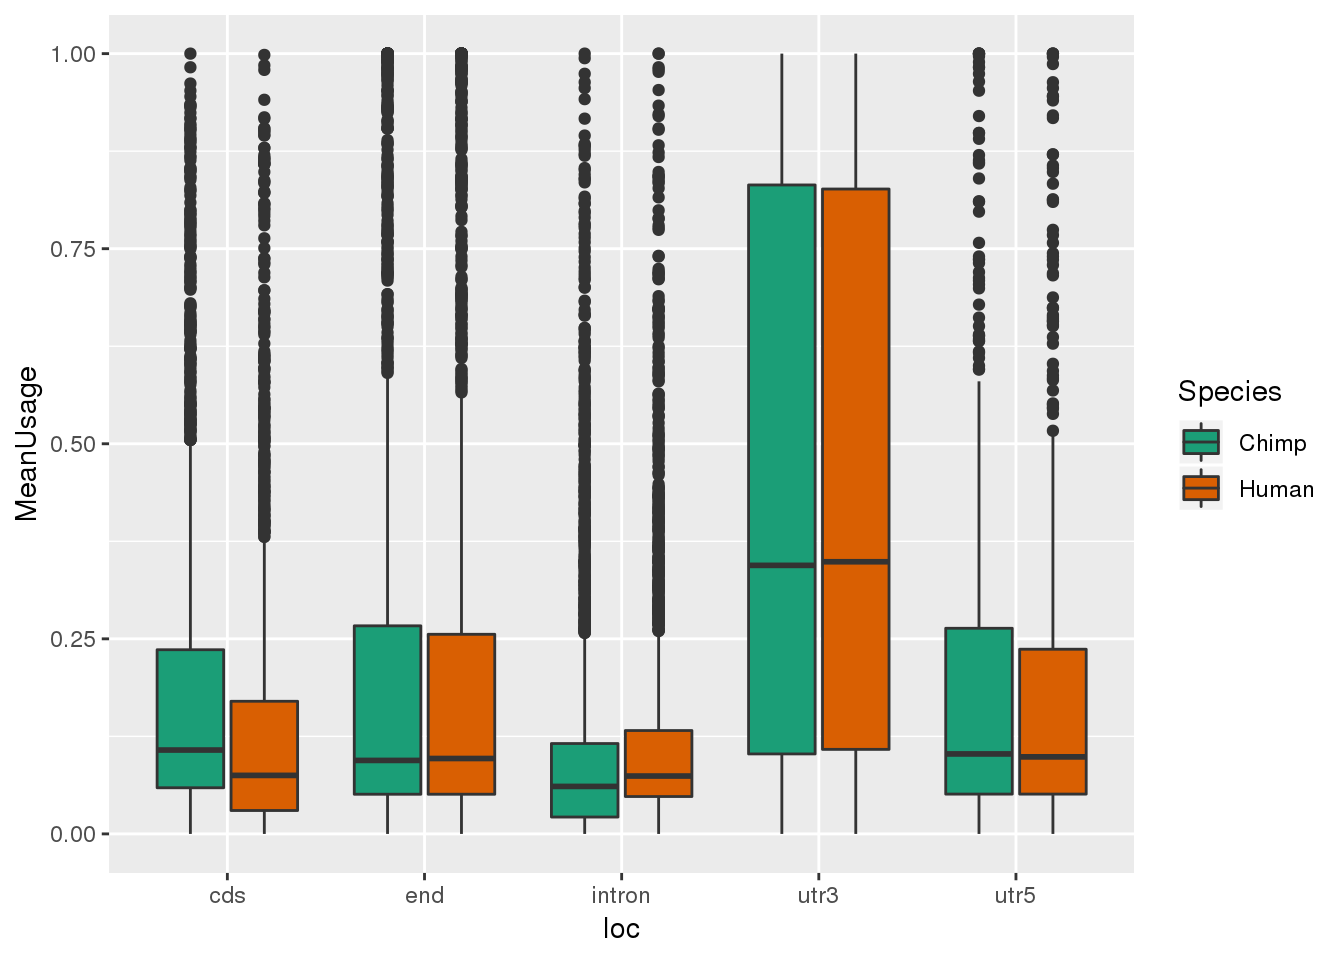 MeanUsage
1.00
0.75
0.50
0.25
0.00
cds end intron utr3 utr5
loc
Species
Chimp
Human